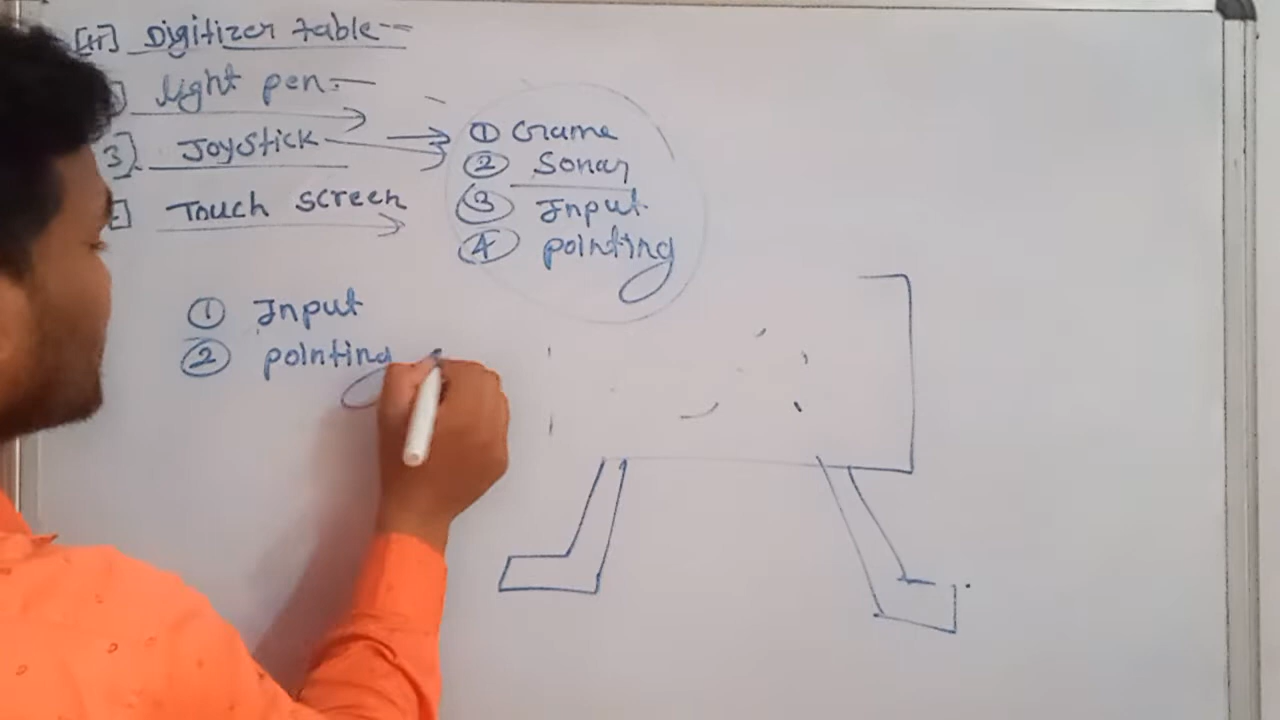 Digitizer table
Light pen:-
3]. Joystick
Touch screen
① Game
② Sonar
③ Input
④ pointing
① Input
② pointing